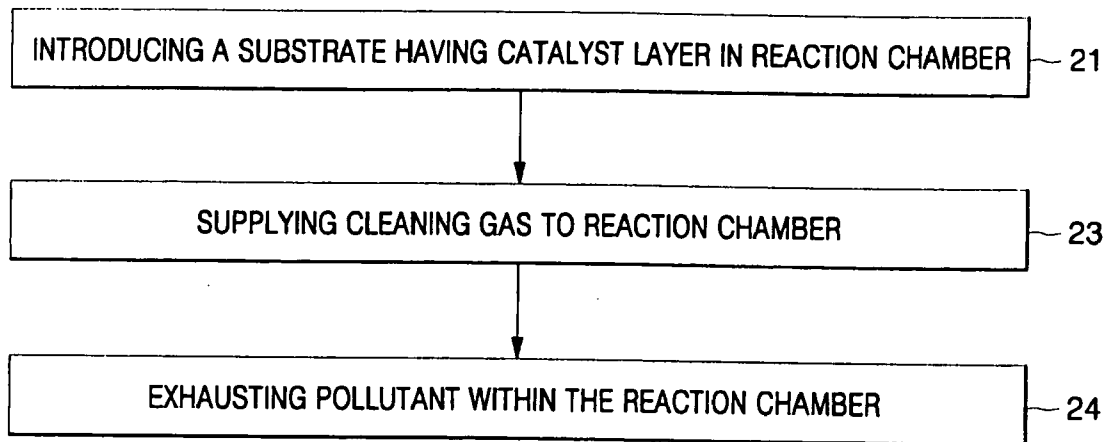 INTRODUCING A SUBSTRATE HAVING CATALYST LAYER IN REACTION CHAMBER 21
SUPPLYING CLEANING GAS TO REACTION CHAMBER 23
EXHAUSTING POLLUTANT WITHIN THE REACTION CHAMBER 24